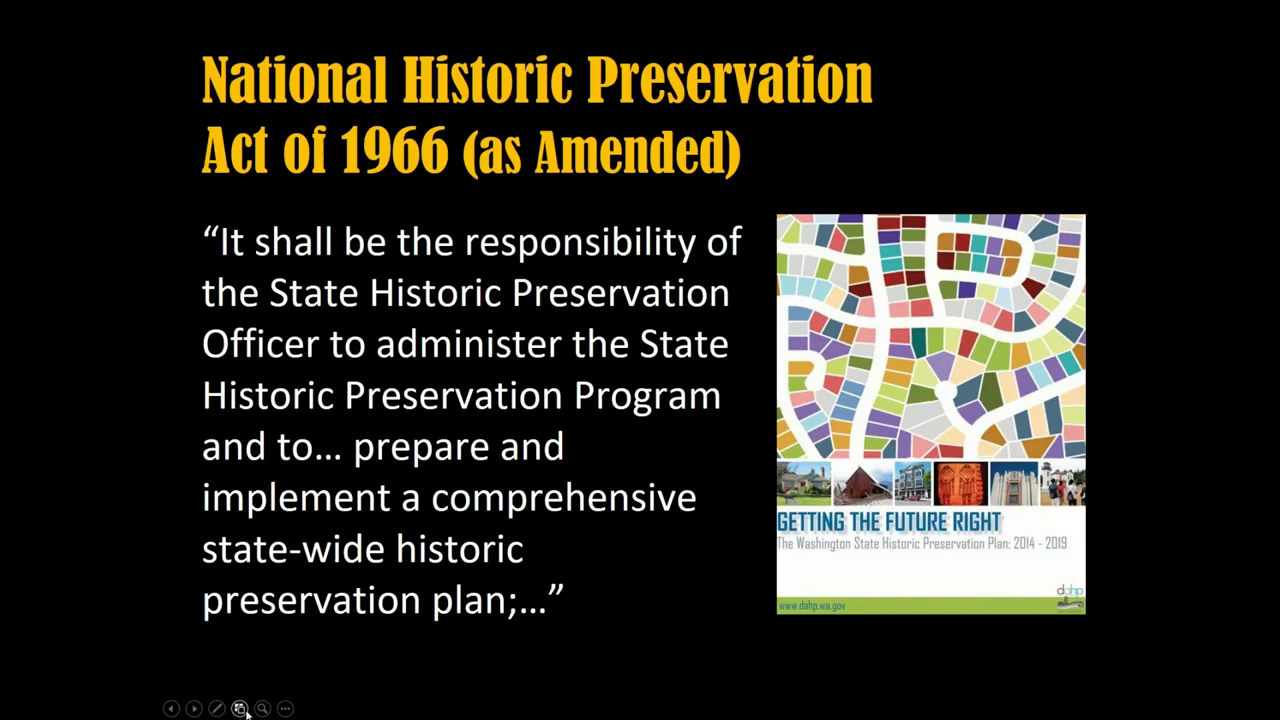 National Historic Preservation
Act of 1966 (as Amended)
“It shall be the responsibility of
the State Historic Preservation
Officer to administer the State
Historic Preservation Program
and to… prepare and
implement a comprehensive
state-wide historic
preservation plan;…”
GETTING THE FUTURE RIGHT
The Washington State Historic Preservation Plan: 2014 - 2019
dahp
www.dahp.wa.gov